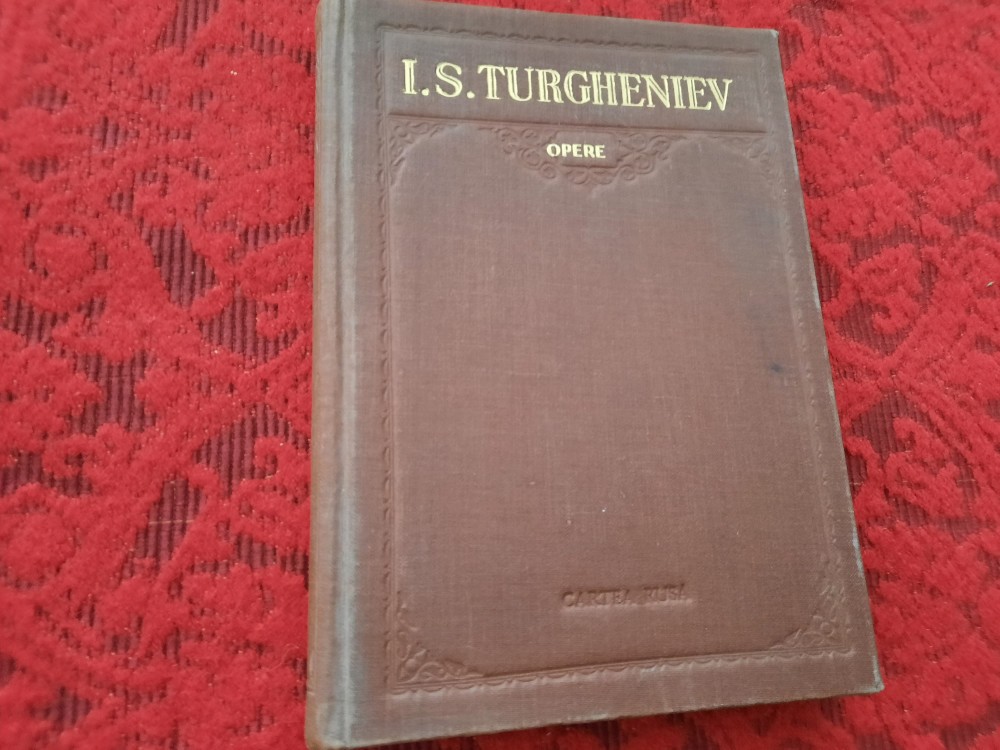 I.S. TURGHENIEV
OPERE
CARTEA RUSĂ